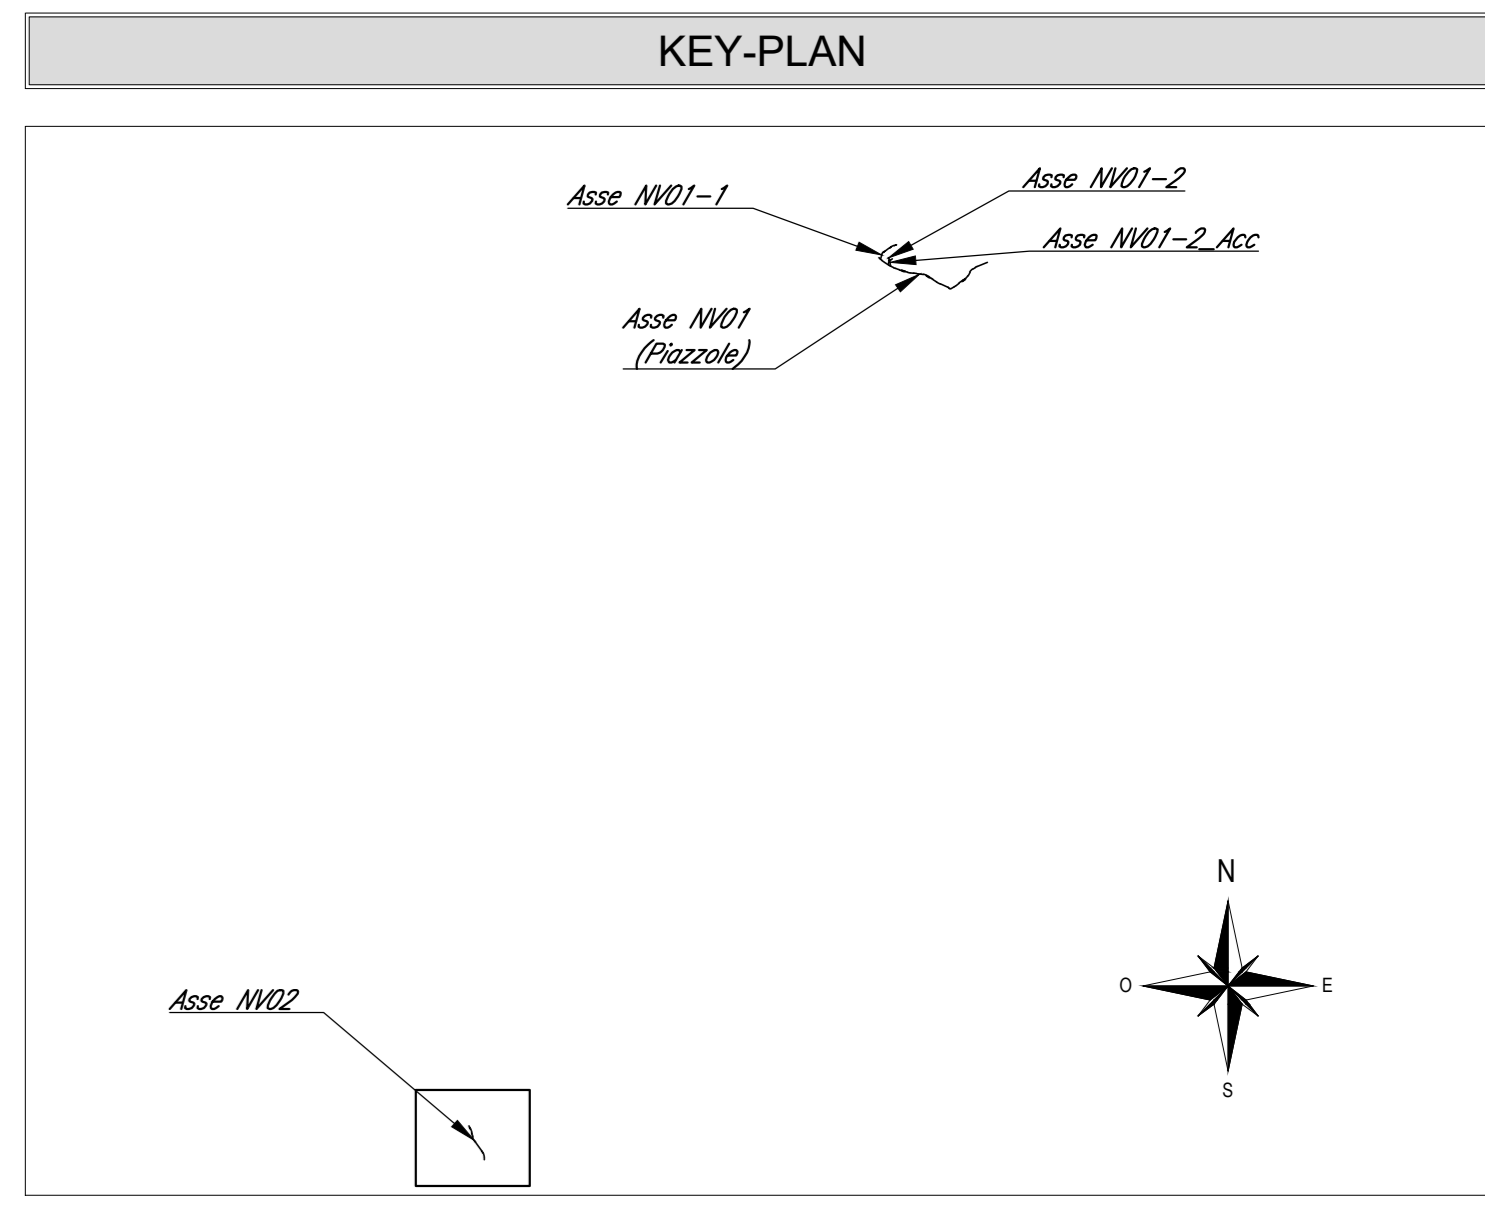 KEY-PLAN
Asse NV01-1
Asse NV01-2
Asse NV01-2_Acc
Asse NV01
(Piazzole)
N
O
E
S
Asse NV02